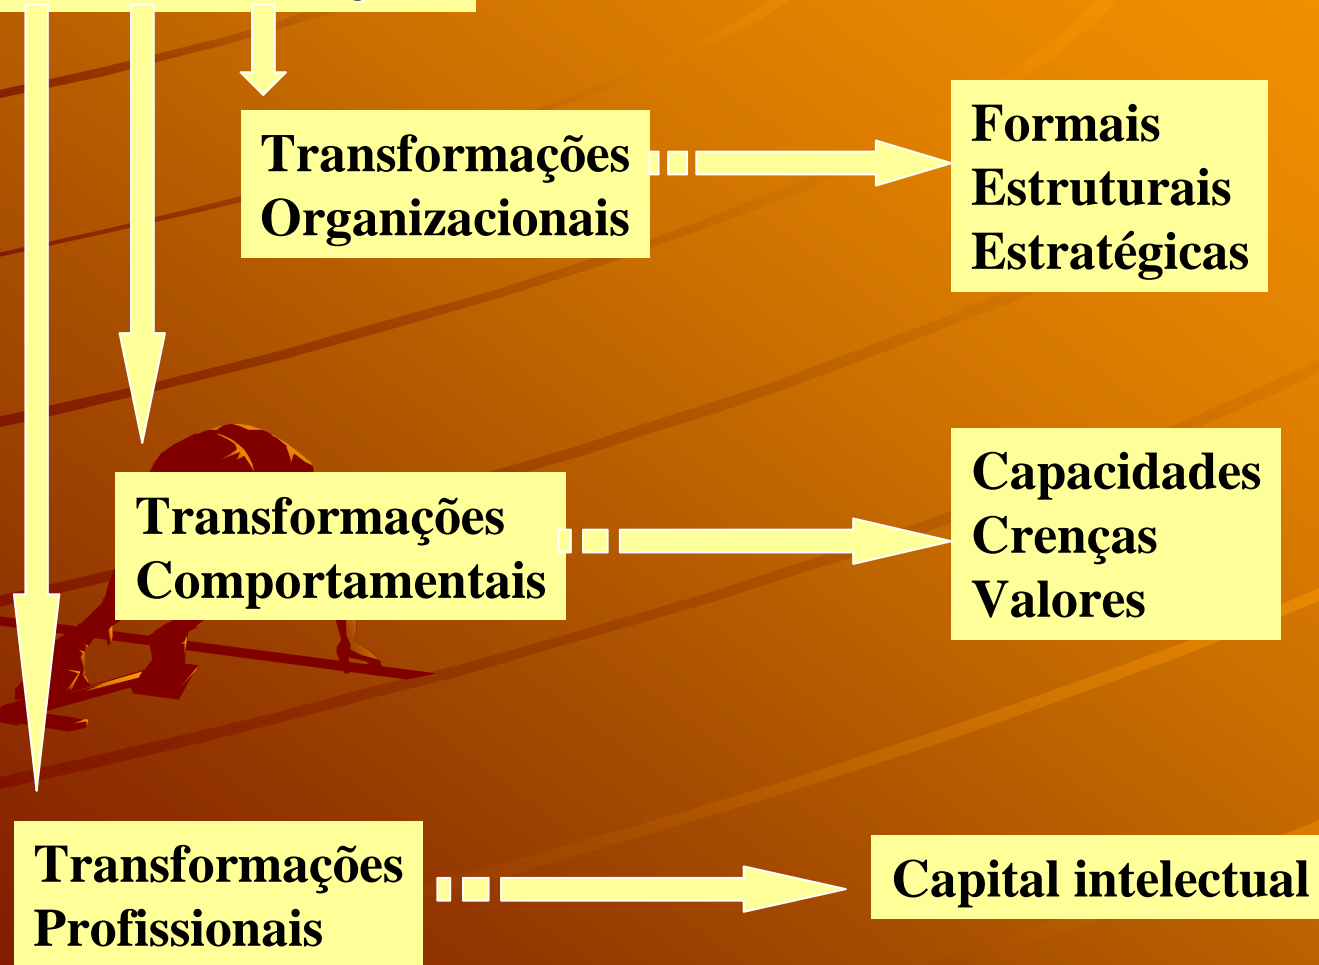 Transformações
Organizacionais
Formais
Estruturais
Estratégicas
Transformações
Comportamentais
Capacidades
Crenças
Valores
Transformações
Profissionais
Capital intelectual